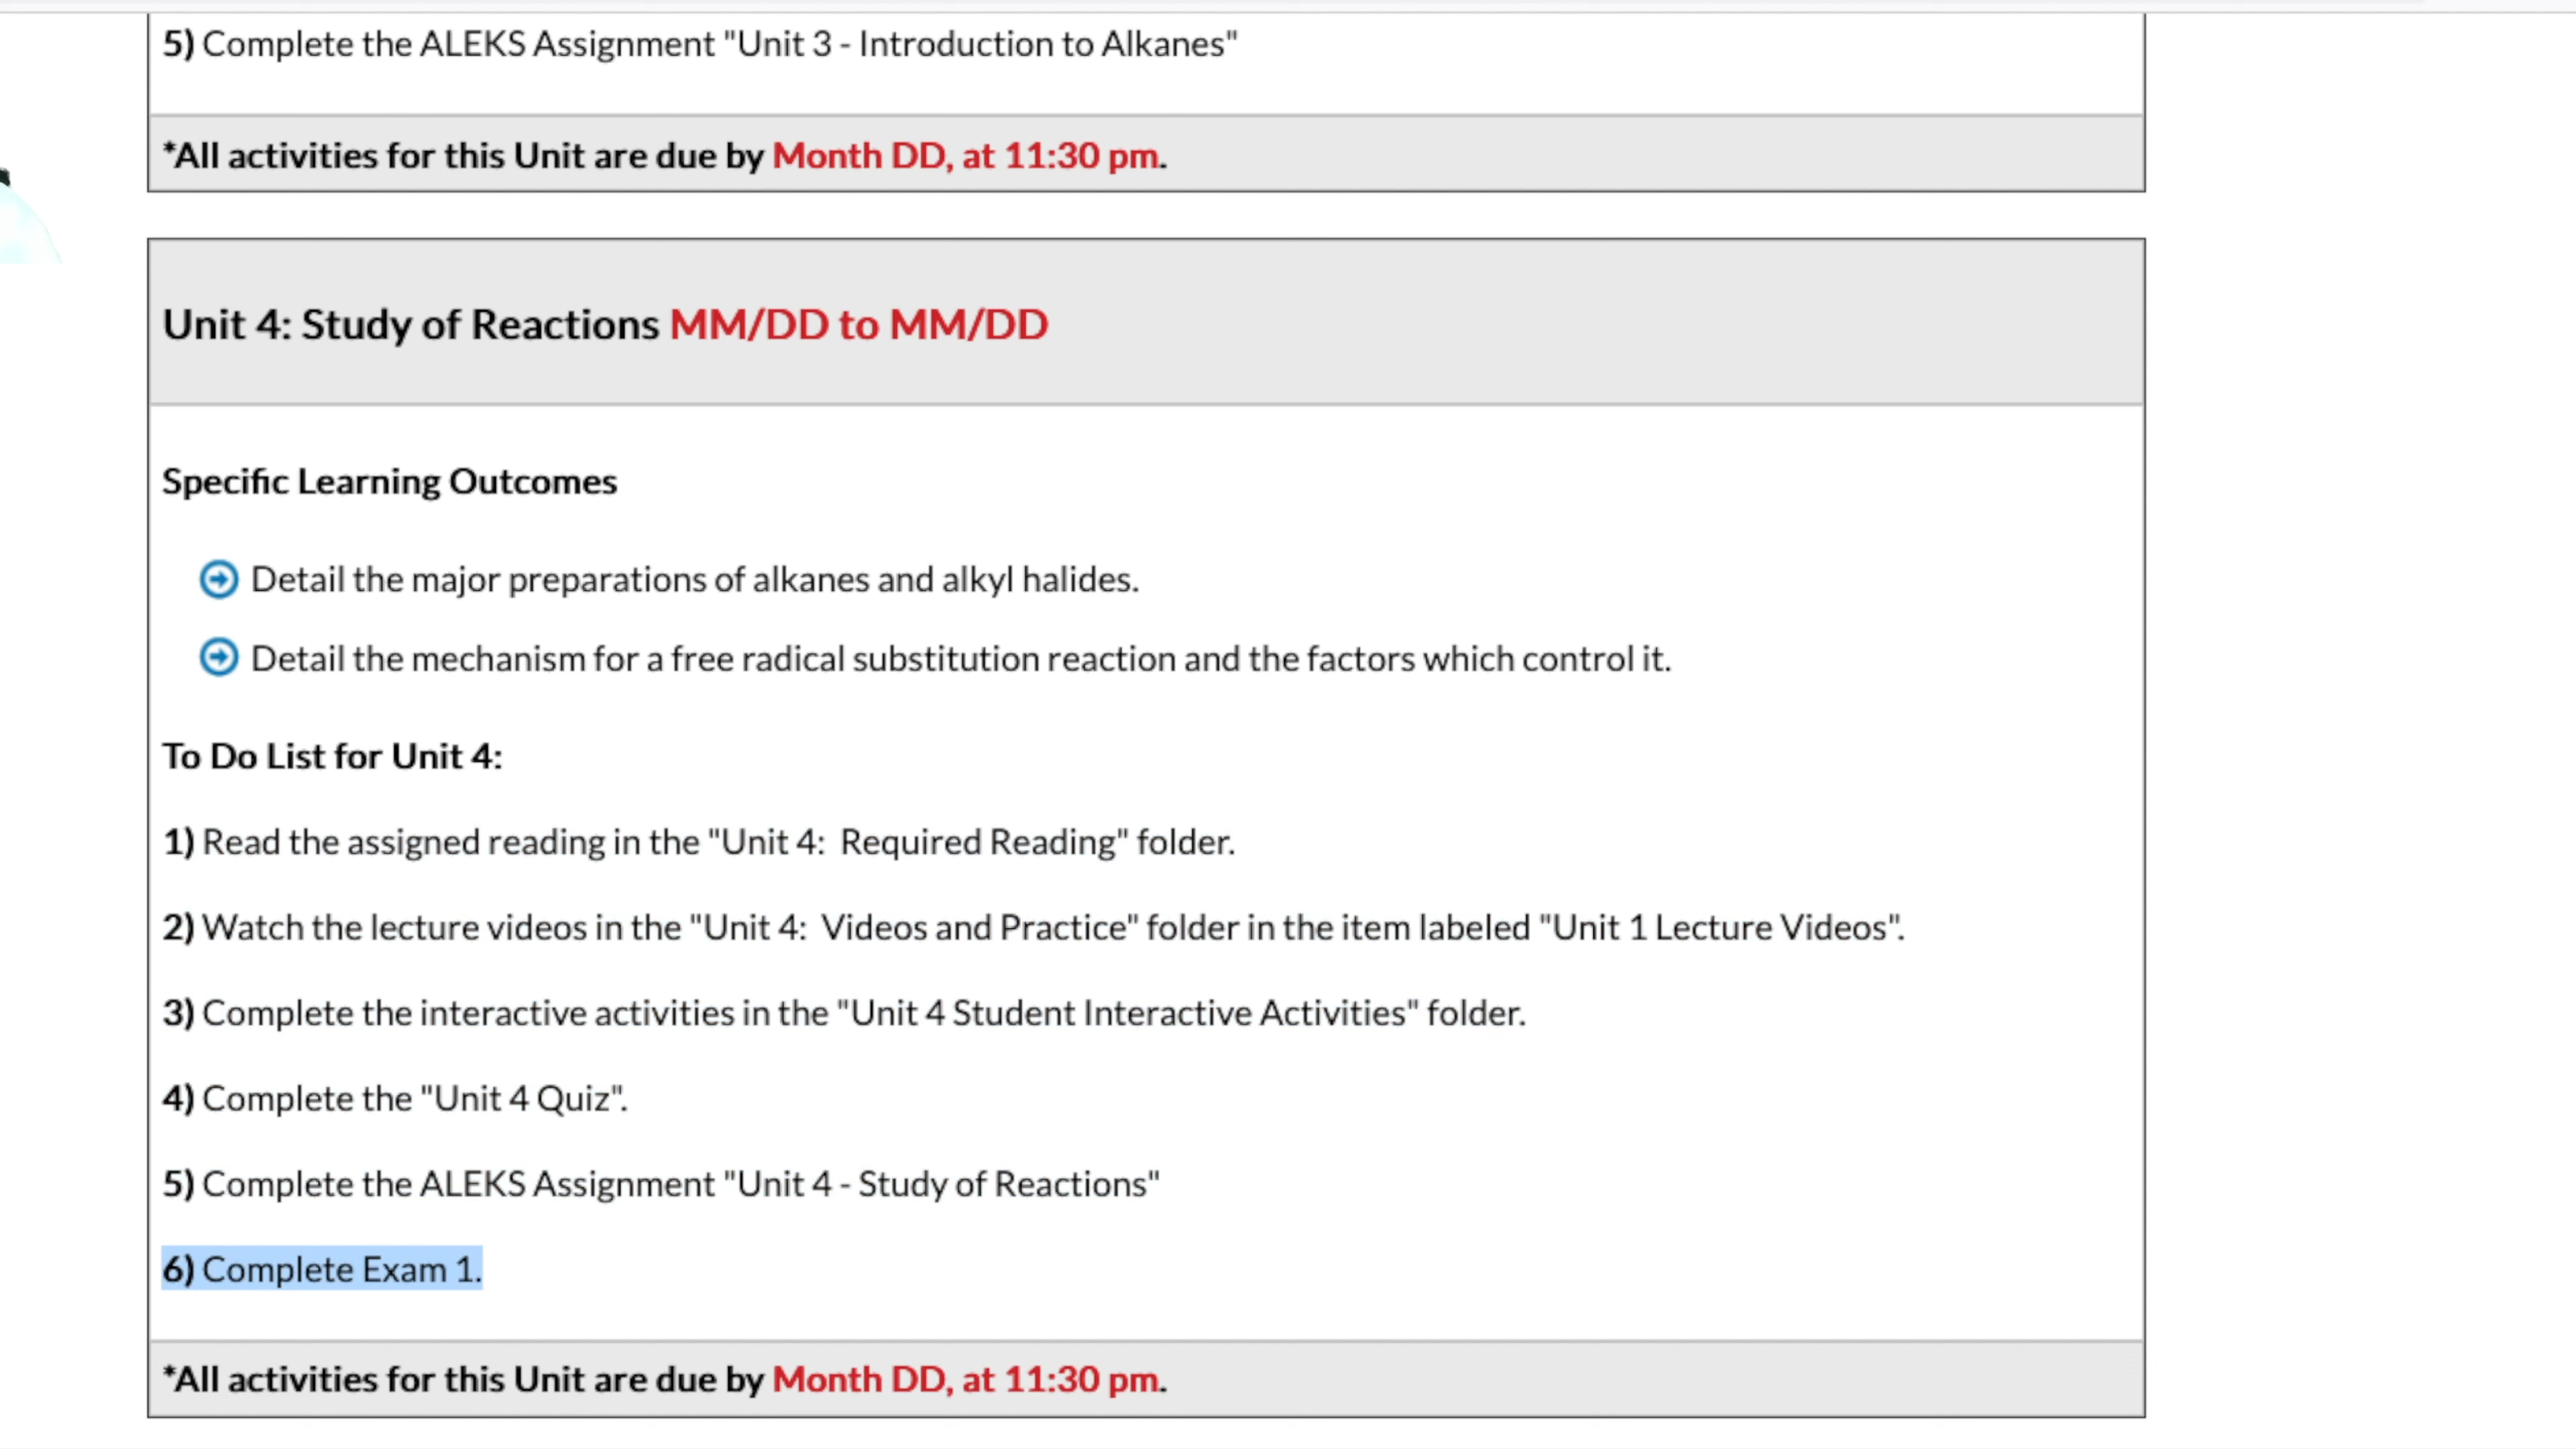 5) Complete the ALEKS Assignment "Unit 3 - Introduction to Alkanes"
*All activities for this Unit are due by Month DD, at 11:30 pm.
Unit 4: Study of Reactions MM/DD to MM/DD
Specific Learning Outcomes
Detail the major preparations of alkanes and alkyl halides.
Detail the mechanism for a free radical substitution reaction and the factors which control it.
To Do List for Unit 4:
1) Read the assigned reading in the "Unit 4:  Required Reading" folder.
2) Watch the lecture videos in the "Unit 4:  Videos and Practice" folder in the item labeled "Unit 1 Lecture Videos".
3) Complete the interactive activities in the "Unit 4 Student Interactive Activities" folder.
4) Complete the "Unit 4 Quiz".
5) Complete the ALEKS Assignment "Unit 4 - Study of Reactions"
6) Complete Exam 1.
*All activities for this Unit are due by Month DD, at 11:30 pm.